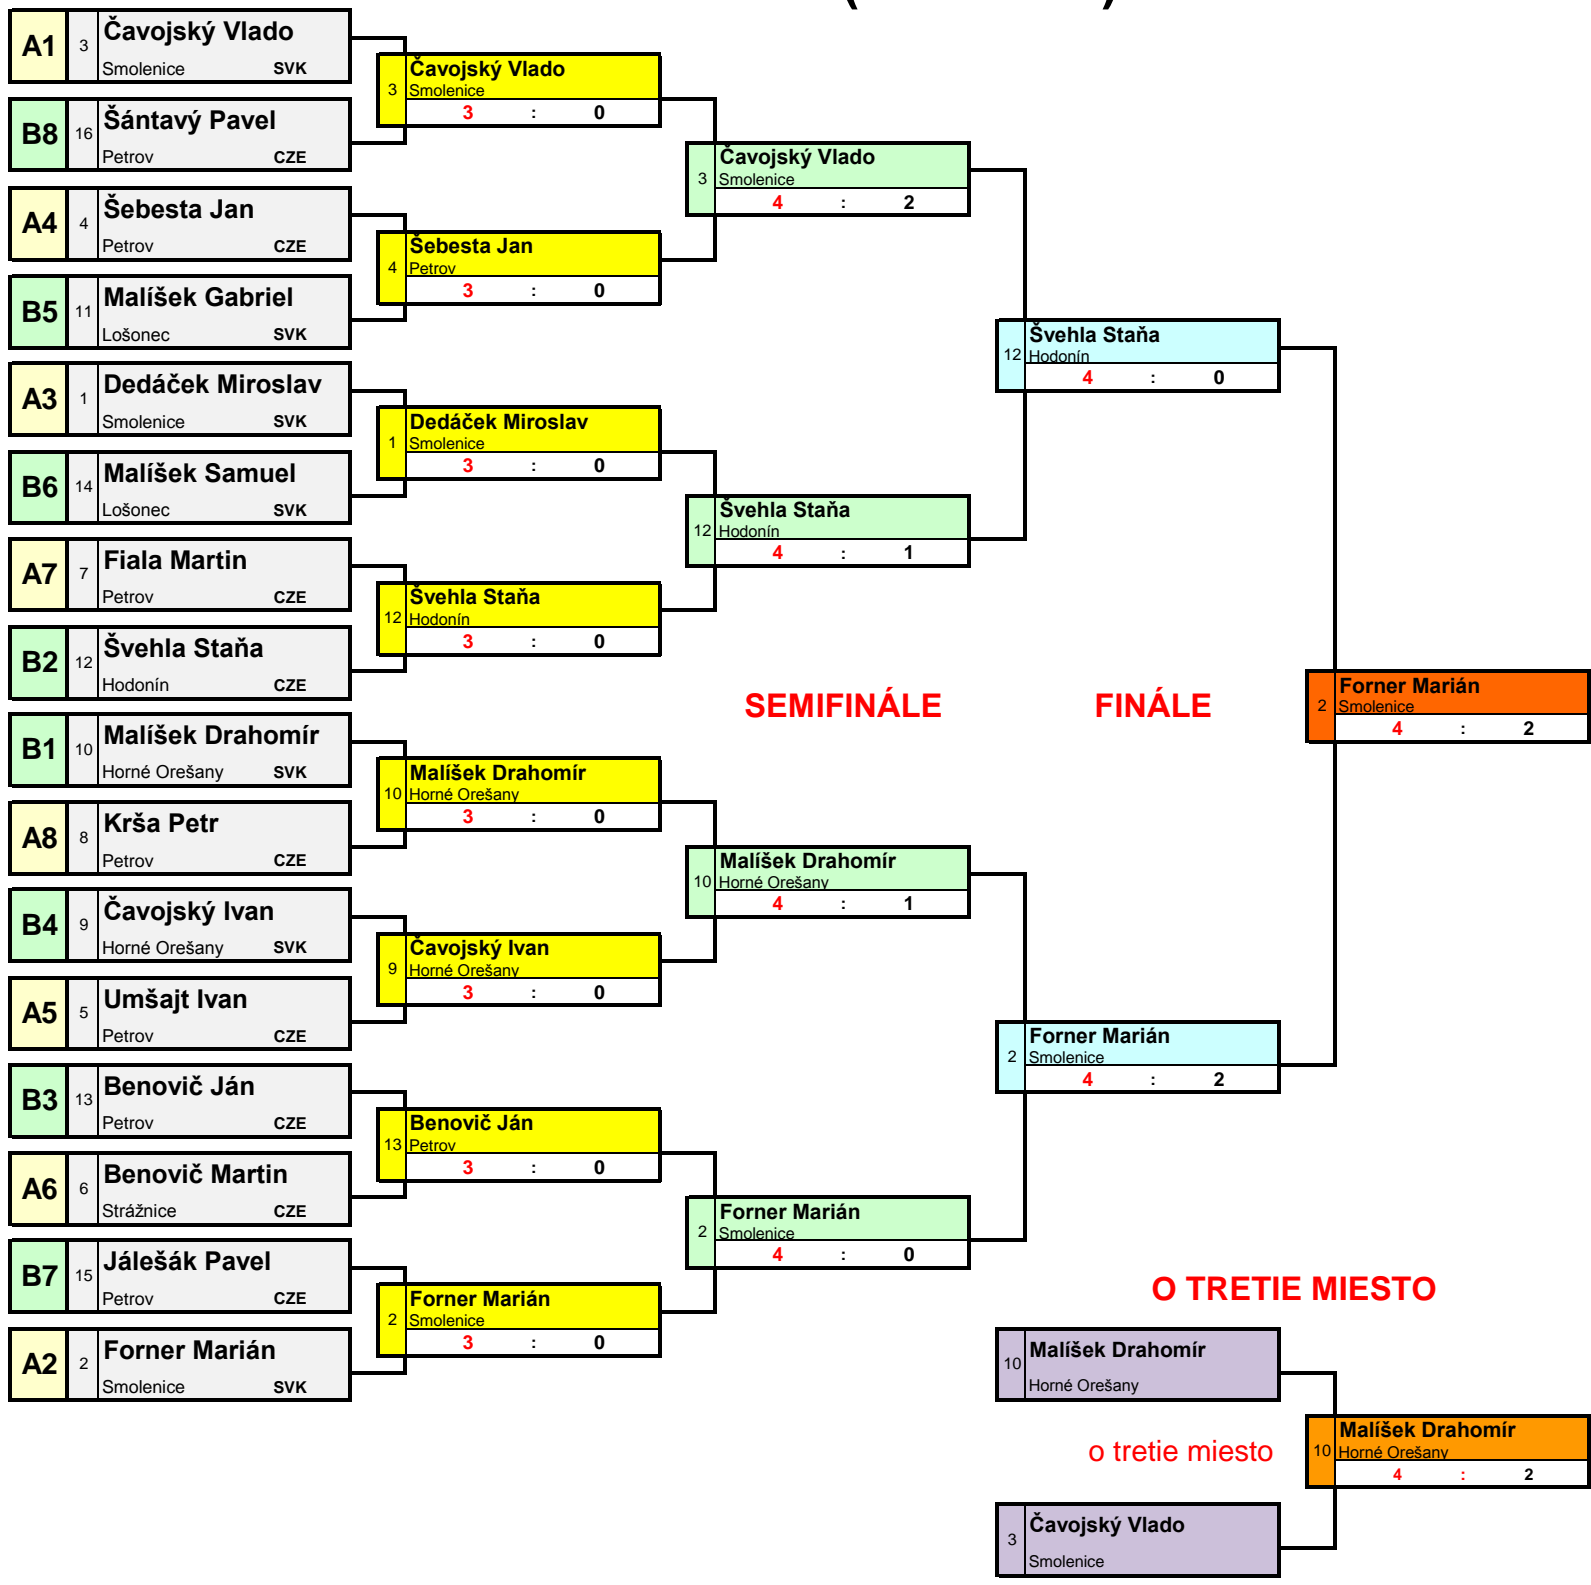 A1 3 Čavojský Vlado
Smolenice SVK
B8 16 Šántavý Pavel
Petrov CZE
A4 4 Šebesta Jan
Petrov CZE
B5 11 Malíšek Gabriel
Lošonec SVK
A3 1 Dedáček Miroslav
Smolenice SVK
B6 14 Malíšek Samuel
Lošonec SVK
A7 7 Fiala Martin
Petrov CZE
B2 12 Švehla Staňa
Hodonín CZE
B1 10 Malíšek Drahomír
Horné Orešany SVK
A8 8 Krša Petr
Petrov CZE
B4 9 Čavojský Ivan
Horné Orešany SVK
A5 5 Umšajt Ivan
Petrov CZE
B3 13 Benovič Ján
Petrov CZE
A6 6 Benovič Martin
Strážnice CZE
B7 15 Jálešák Pavel
Petrov CZE
A2 2 Forner Marián
Smolenice SVK
3 Čavojský Vlado
Smolenice
3 : 0
4 Šebesta Jan
Petrov
3 : 0
1 Dedáček Miroslav
Smolenice
3 : 0
12 Švehla Staňa
Hodonín
3 : 0
10 Malíšek Drahomír
Horné Orešany
3 : 0
9 Čavojský Ivan
Horné Orešany
3 : 0
13 Benovič Ján
Petrov
3 : 0
2 Forner Marián
Smolenice
3 : 0
3 Čavojský Vlado
Smolenice
4 : 2
12 Švehla Staňa
Hodonín
4 : 1
SEMIFINÁLE
10 Malíšek Drahomír
Horné Orešany
4 : 1
2 Forner Marián
Smolenice
4 : 0
12 Švehla Staňa
Hodonín
4 : 0
FINÁLE
2 Forner Marián
Smolenice
4 : 2
2 Forner Marián
Smolenice
4 : 2
O TRETIE MIESTO
10 Malíšek Drahomír
Horné Orešany
o tretie miesto
3 Čavojský Vlado
Smolenice
10 Malíšek Drahomír
Horné Orešany
4 : 2